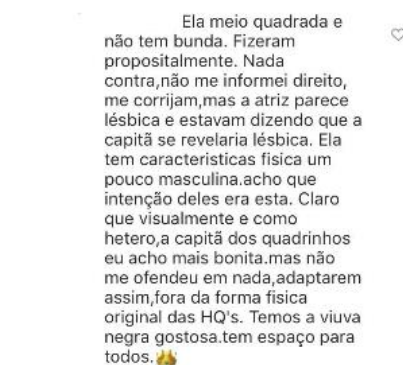 Ela meio quadrada e
não tem bunda. Fizeram
propositalmente. Nada
contra,não me informei direito,
me corrijam,mas a atriz parece
lésbica e estavam dizendo que a
capitã se revelaria lésbica. Ela
tem caracteristicas fisica um
pouco masculina.acho que
intenção deles era esta. Claro
que visualmente e como
hetero,a capitã dos quadrinhos
eu acho mais bonita.mas não
me ofendeu em nada,adaptarem
assim,fora da forma fisica
original das HQ's. Temos a viuva
negra gostosa.tem espaço para
todos.👑